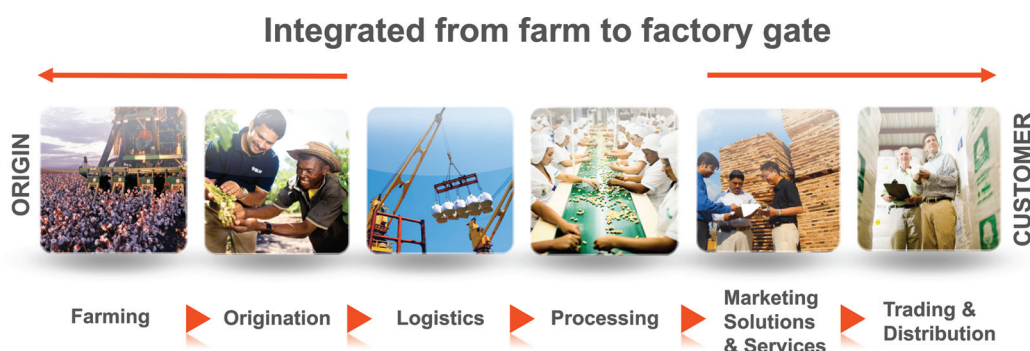 Integrated from farm to factory gate
ORIGIN
CUSTOMER
Farming
Origination
Logistics
Processing
Marketing
Solutions
& Services
Trading &
Distribution